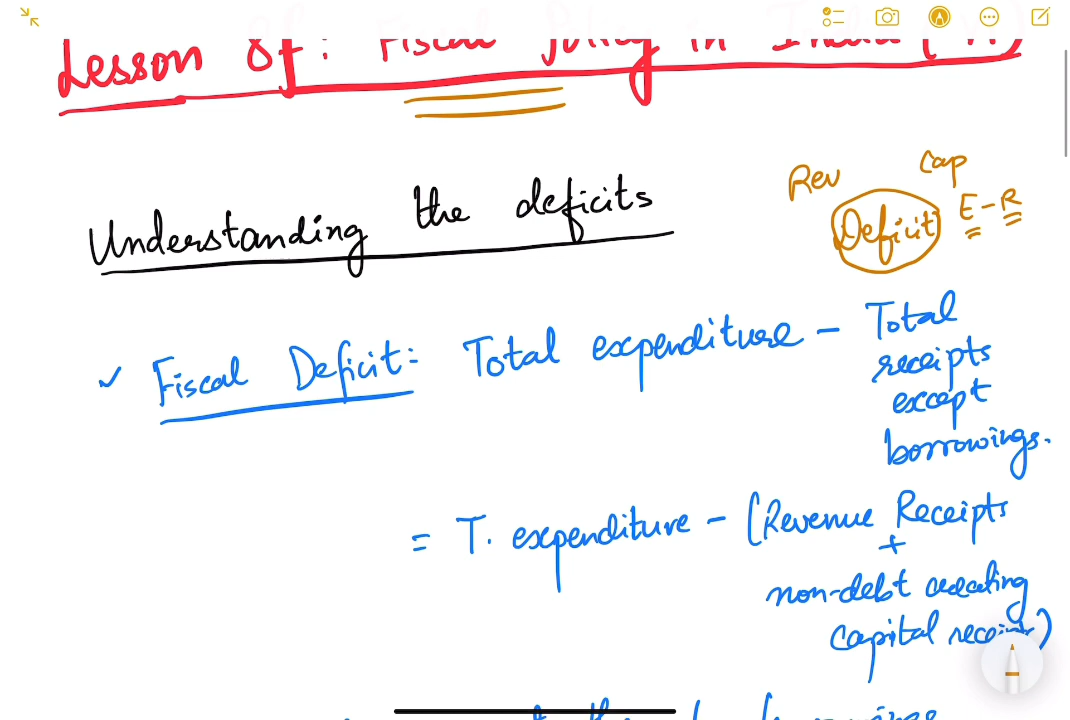 Lesson 8f: Fiscal Policy in India (
Understanding the deficits
Rev Cap
Deficit E - R
✓ Fiscal Deficit: Total expenditure - Total
receipts
except
borrowings.
= T. expenditure - (Revenue Receipts
+
non-debt creating
capital receipts)